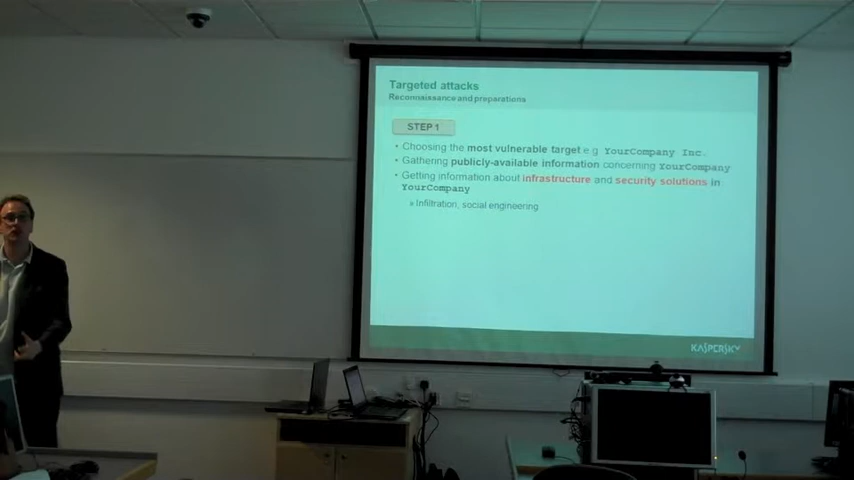 Targeted attacks
Reconnaissance and preparations
STEP 1
• Choosing the most vulnerable target e.g YourCompany Inc.
• Gathering publicly-available information concerning YourCompany
• Getting information about infrastructure and security solutions in
YourCompany
» Infiltration, social engineering
KASPERSKY